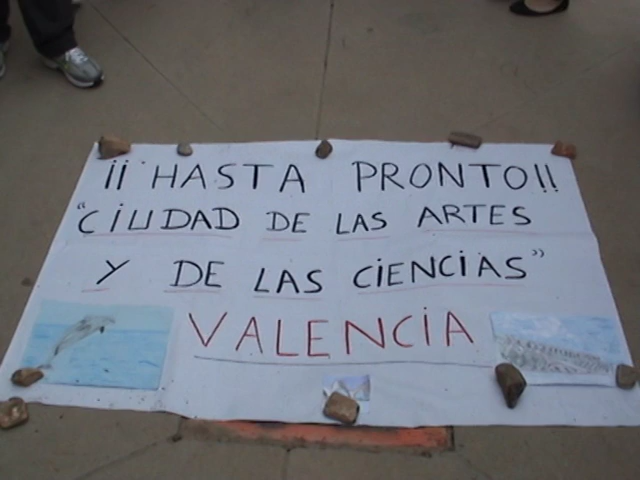 ¡¡ HASTA PRONTO!!
"CIUDAD DE LAS ARTES
Y DE LAS CIENCIAS"
VALENCIA